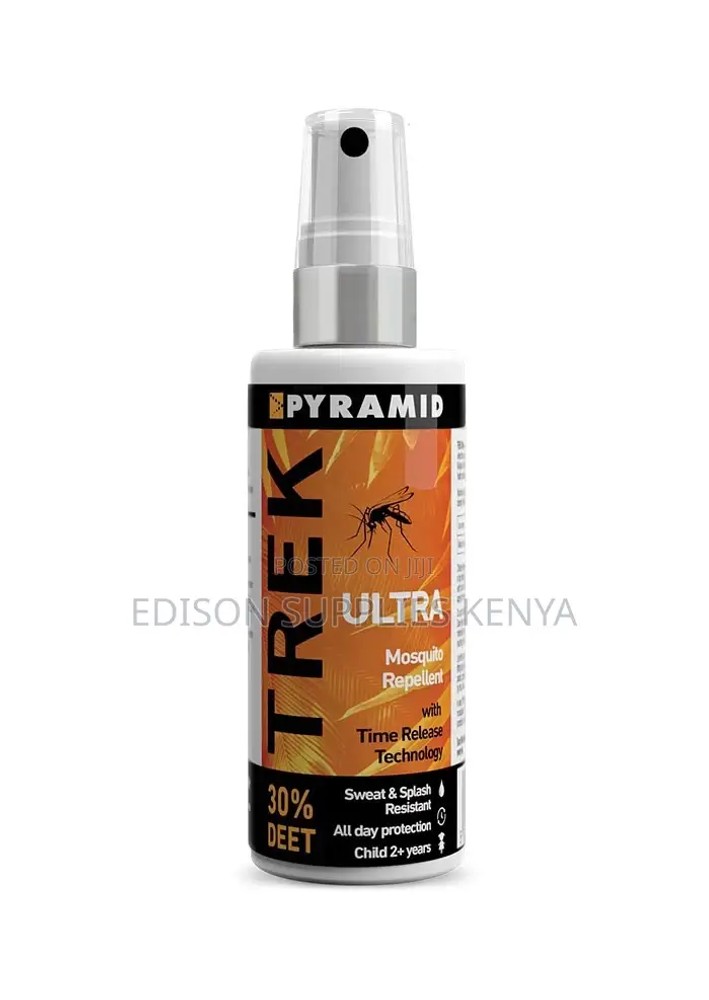 PYRAMID
TREK
POSTED ON JIJI
EDISON SUPPLIES KENYA
ULTRA
Mosquito
Repellent
with
Time Release
Technology
30%
DEET
Sweat & Splash
Resistant
All day protection
Child 2+ years